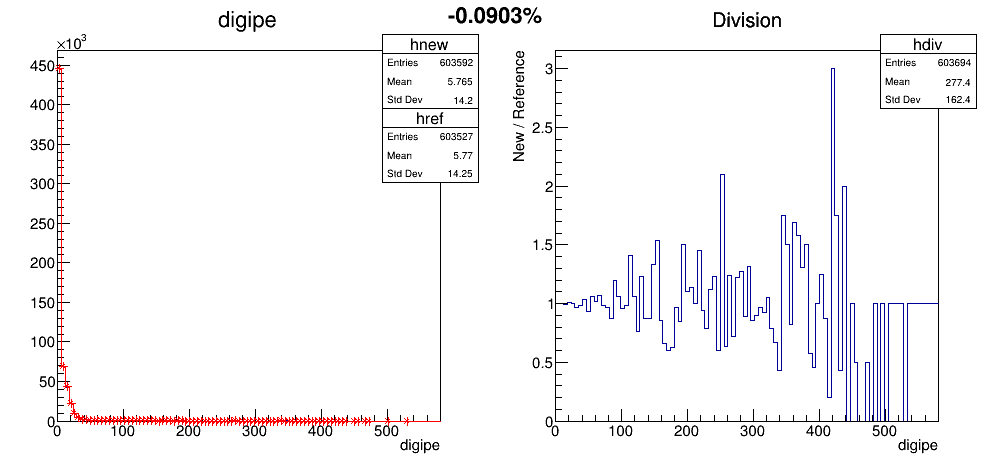 -0.0903%
digipe
×10³
hnew
Entries 603592
Mean 5.765
Std Dev 14.2
href
Entries 603527
Mean 5.77
Std Dev 14.25
450
400
350
300
250
200
150
100
50
0
0 100 200 300 400 500
digipe
Division
hdiv
Entries 603694
Mean 277.4
Std Dev 162.4
New / Reference
3
2.5
2
1.5
1
0.5
0
0 100 200 300 400 500
digipe